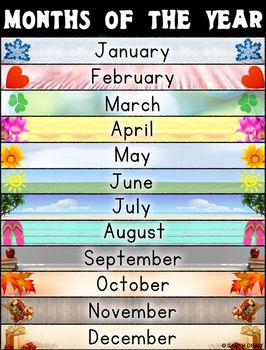 MONTHS OF THE YEAR
January
February
March
April
May
June
July
August
September
October
November
December